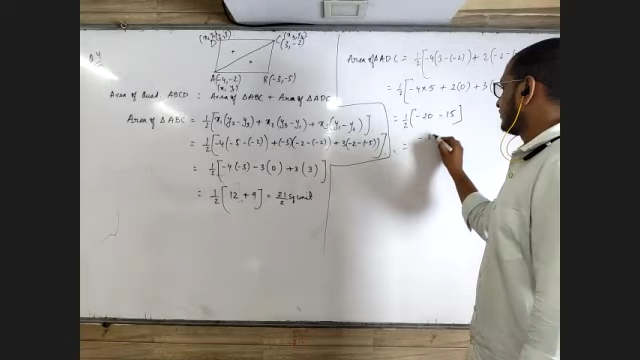 Q.4
D C(3,-2)
A(-4,-2) B(-3,-5)
Area of Quad. ABCD = Area of ΔABC + Area of ΔADC
Area of ΔABC = 1/2 [x₁(y₂-y₃) + x₂(y₃-y₁) + x₃(y₁-y₂)]
= 1/2 [-4(-5-(-2)) + (-3)(-2-(-2)) + 3(-2-(-5))]
= 1/2 [-4(-3) -3(0) + 3(3)]
= 1/2 [12 + 9] = 21/2 sq unit
Area of ΔADC = 1/2 [-4(3-(-2)) + 2(-2-(
= 1/2 [-4×5 + 2(0) + 3(
= 1/2 [-20 - 15]
=